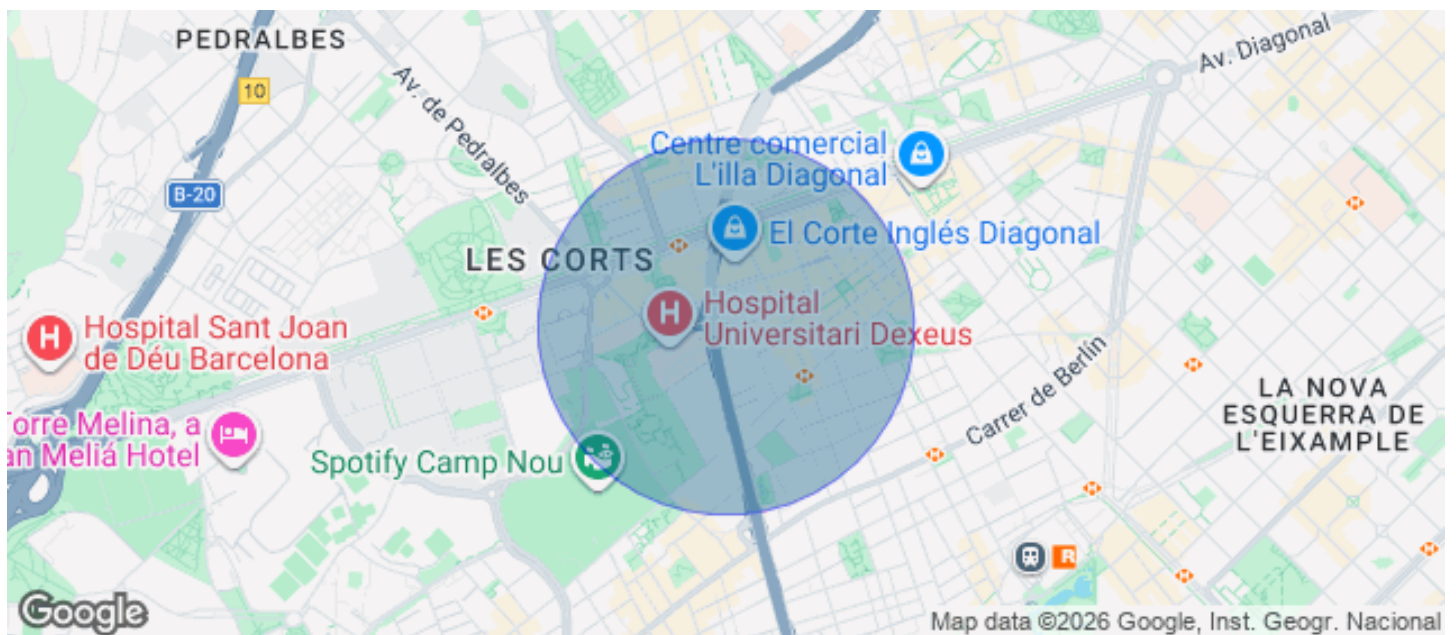 PEDRALBES
Av. Diagonal
10
Av. de Pedralbes
Centre comercial
L'illa Diagonal
B-20
El Corte Inglés Diagonal
LES CORTS
Hospital
Universitari Dexeus
Hospital Sant Joan
de Déu Barcelona
Carrer de Berlín
LA NOVA
ESQUERRA DE
L'EIXAMPLE
Torre Melina, a
an Meliá Hotel
Spotify Camp Nou
R
Google
Map data ©2026 Google, Inst. Geogr. Nacional